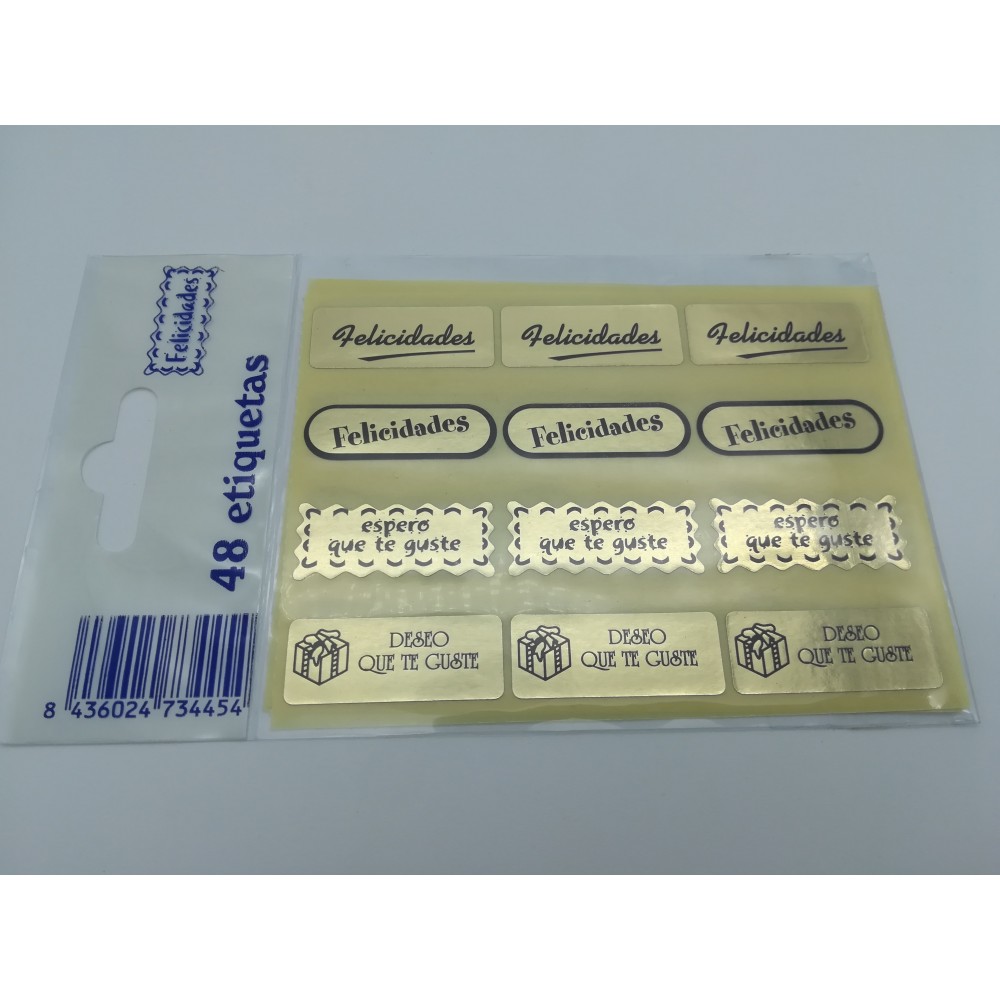 Felicidades
48 etiquetas
8 436024 734454
Felicidades Felicidades Felicidades
Felicidades Felicidades Felicidades
espero espero espero
que te guste que te guste que te guste
DESEO DESEO DESEO
QUE TE GUSTE QUE TE GUSTE QUE TE GUSTE